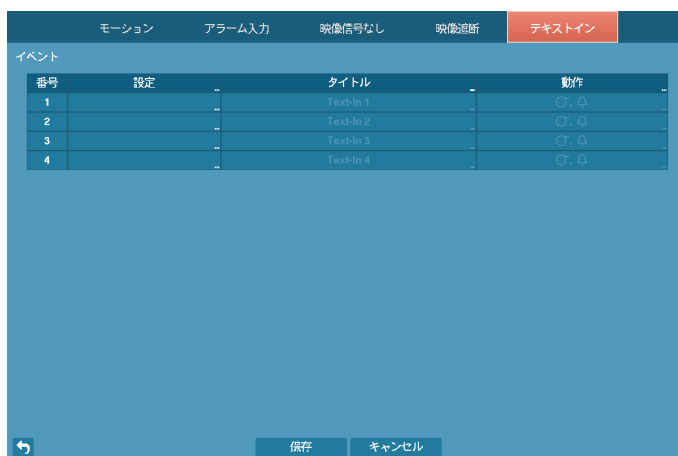 モーション アラーム入力 映像信号なし 映像遮断 テキストイン
イベント
番号 設定 タイトル 動作
1 Text-In 1
2 Text-In 2
3 Text-In 3
4 Text-In 4
保存 キャンセル